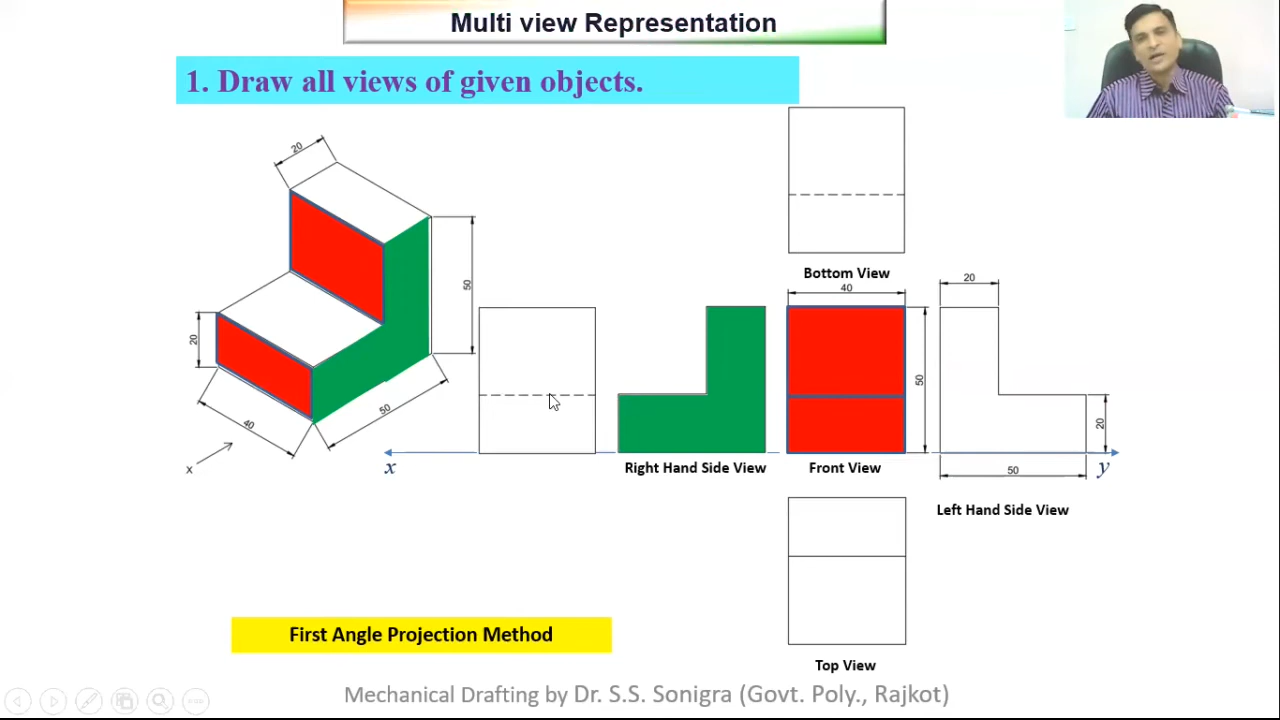 Multi view Representation
1. Draw all views of given objects.
20
50
20
40
50
x
Bottom View
40
20
50
20
50
x
y
Right Hand Side View
Front View
Left Hand Side View
First Angle Projection Method
Top View
Mechanical Drafting by Dr. S.S. Sonigra (Govt. Poly., Rajkot)